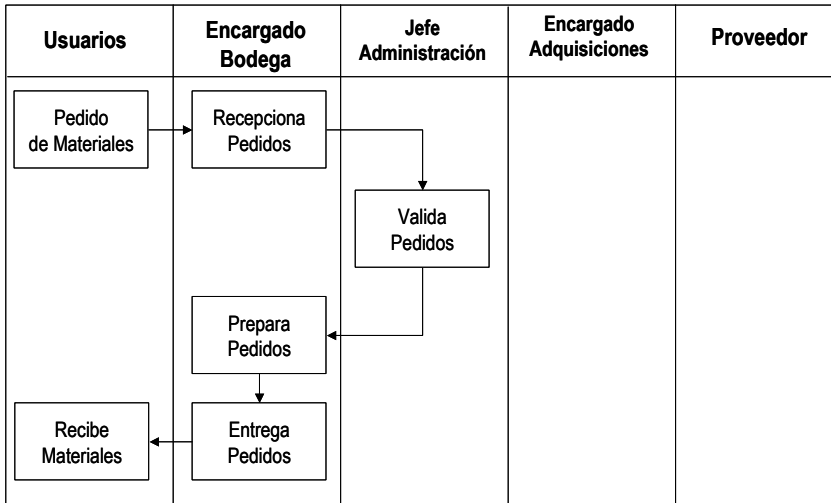 Usuarios
Encargado
Bodega
Jefe
Administración
Encargado
Adquisiciones
Proveedor
Pedido
de Materiales
Recepciona
Pedidos
Valida
Pedidos
Prepara
Pedidos
Recibe
Materiales
Entrega
Pedidos